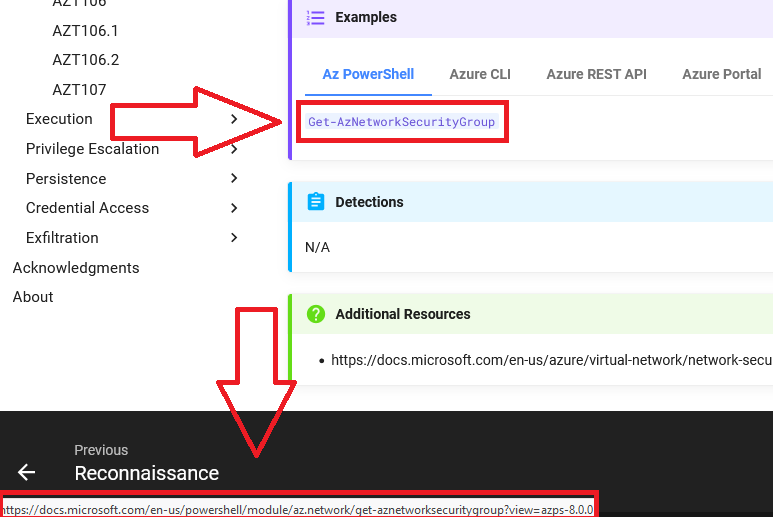 AZT106
AZT106.1
AZT106.2
AZT107
Execution
Privilege Escalation
Persistence
Credential Access
Exfiltration
Acknowledgments
About
Examples
Az PowerShell Azure CLI Azure REST API Azure Portal
Get-AzNetworkSecurityGroup
Detections
N/A
Additional Resources
https://docs.microsoft.com/en-us/azure/virtual-network/network-secu
Previous
Reconnaissance
https://docs.microsoft.com/en-us/powershell/module/az.network/get-aznetworksecuritygroup?view=azps-8.0.0